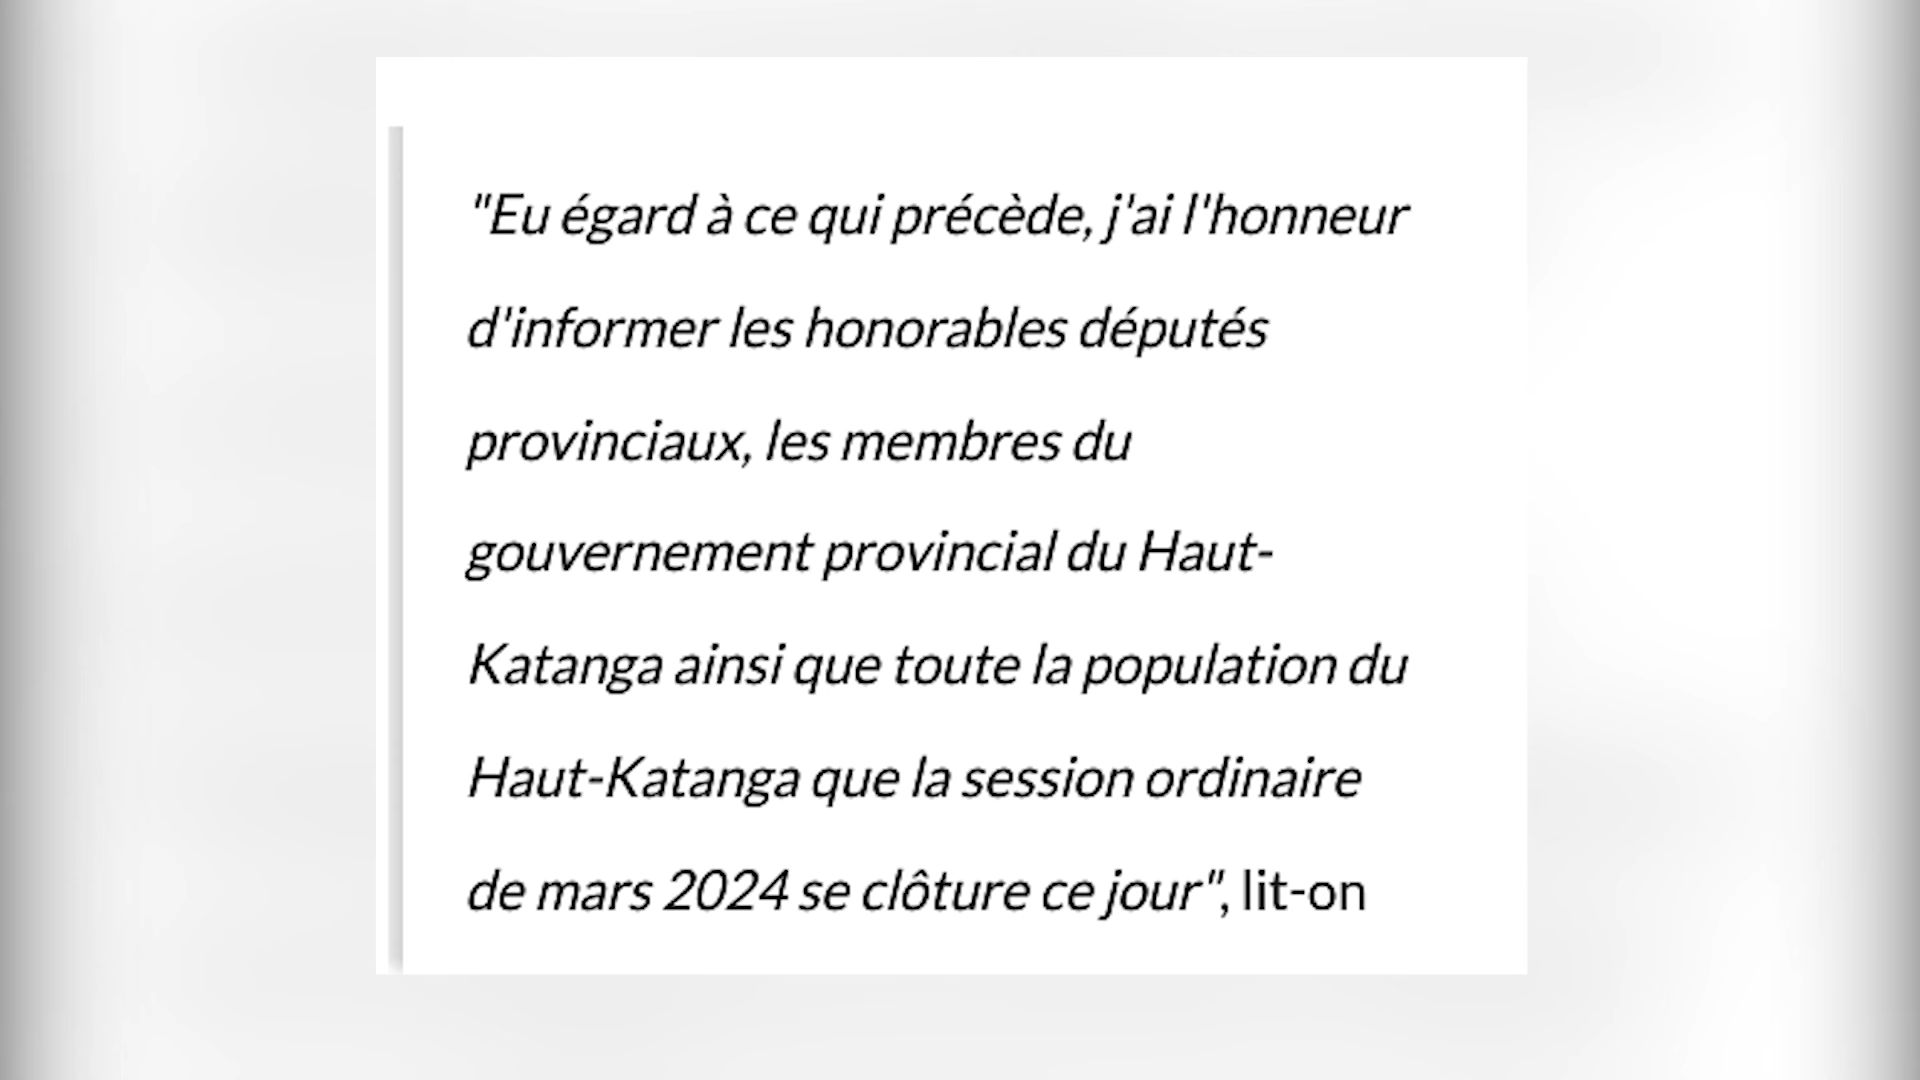 "Eu égard à ce qui précède, j'ai l'honneur
d'informer les honorables députés
provinciaux, les membres du
gouvernement provincial du Haut-
Katanga ainsi que toute la population du
Haut-Katanga que la session ordinaire
de mars 2024 se clôture ce jour", lit-on